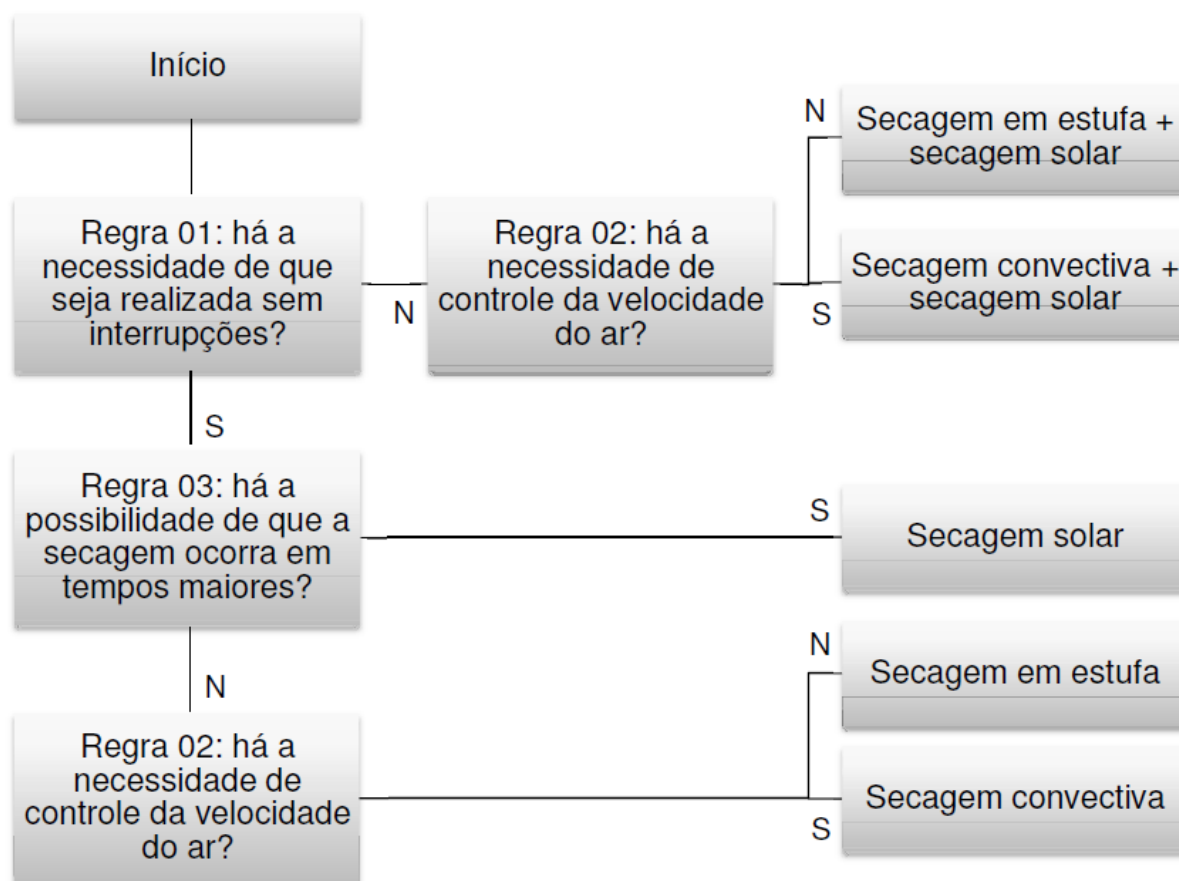 Início
Regra 01: há a
necessidade de que
seja realizada sem
interrupções?
N
Regra 02: há a
necessidade de
controle da velocidade
do ar?
N
Secagem em estufa +
secagem solar
S
Secagem convectiva +
secagem solar
S
Regra 03: há a
possibilidade de que a
secagem ocorra em
tempos maiores?
S
Secagem solar
N
Regra 02: há a
necessidade de
controle da velocidade
do ar?
N
Secagem em estufa
S
Secagem convectiva